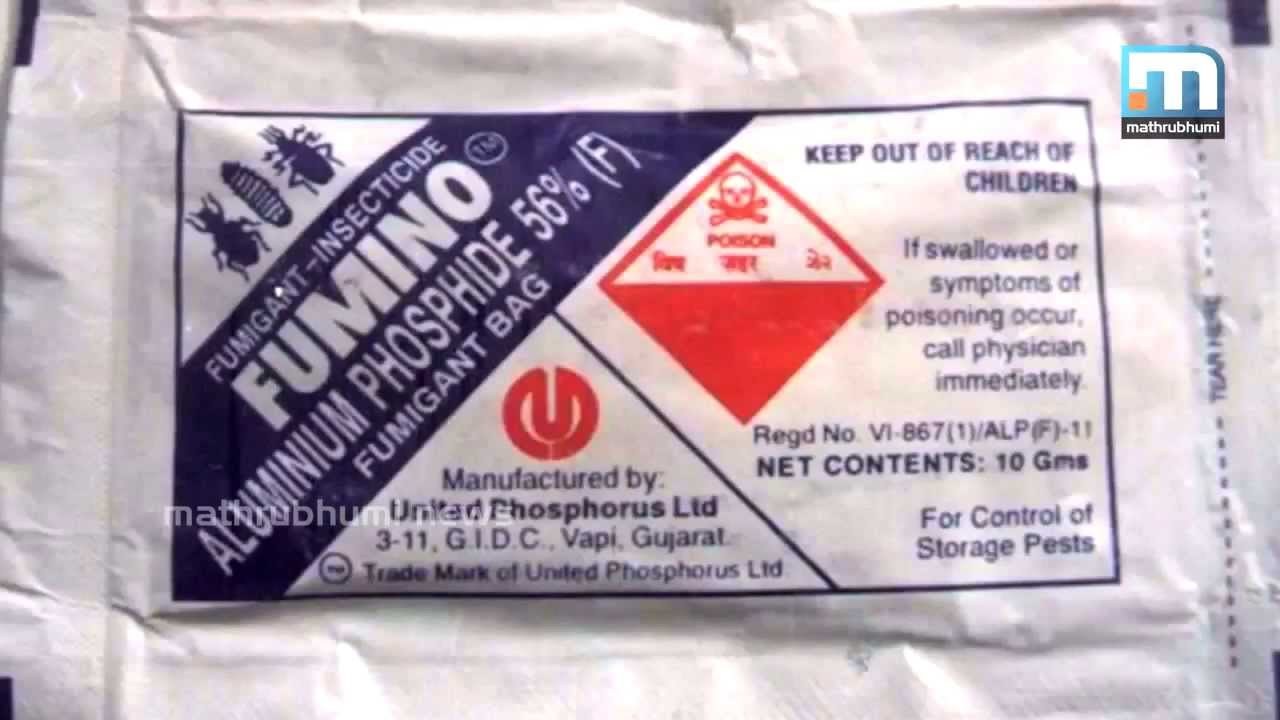 mathrubhumi
FUMIGANT-INSECTICIDE
FUMINO TM
ALUMINIUM PHOSPHIDE 56% (F)
FUMIGANT BAG
POISON
विष ज़हर ઝેર
KEEP OUT OF REACH OF
CHILDREN
If swallowed or
symptoms of
poisoning occur,
call physician
immediately.
Regd No. VI-867(1)/ALP(F)-11
NET CONTENTS: 10 Gms
For Control of
Storage Pests
Manufactured by:
United Phosphorus Ltd
3-11, G.I.D.C., Vapi, Gujarat.
TM Trade Mark of United Phosphorus Ltd.
mathrubhumi news
TEAR HERE